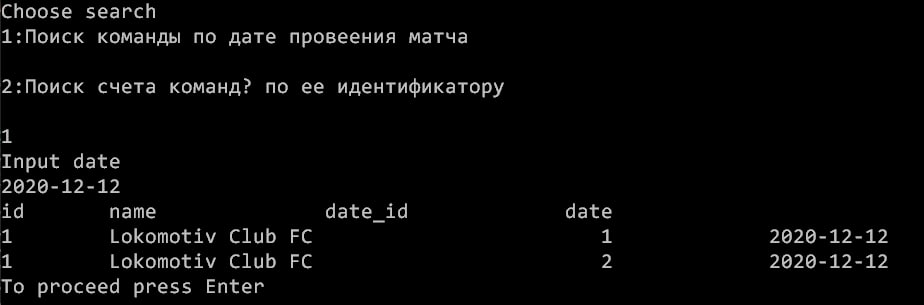 Choose search
1:Поиск команды по дате провеения матча
2:Поиск счета команд? по ее идентификатору
1
Input date
2020-12-12
id name date_id date
1 Lokomotiv Club FC 1 2020-12-12
1 Lokomotiv Club FC 2 2020-12-12
To proceed press Enter